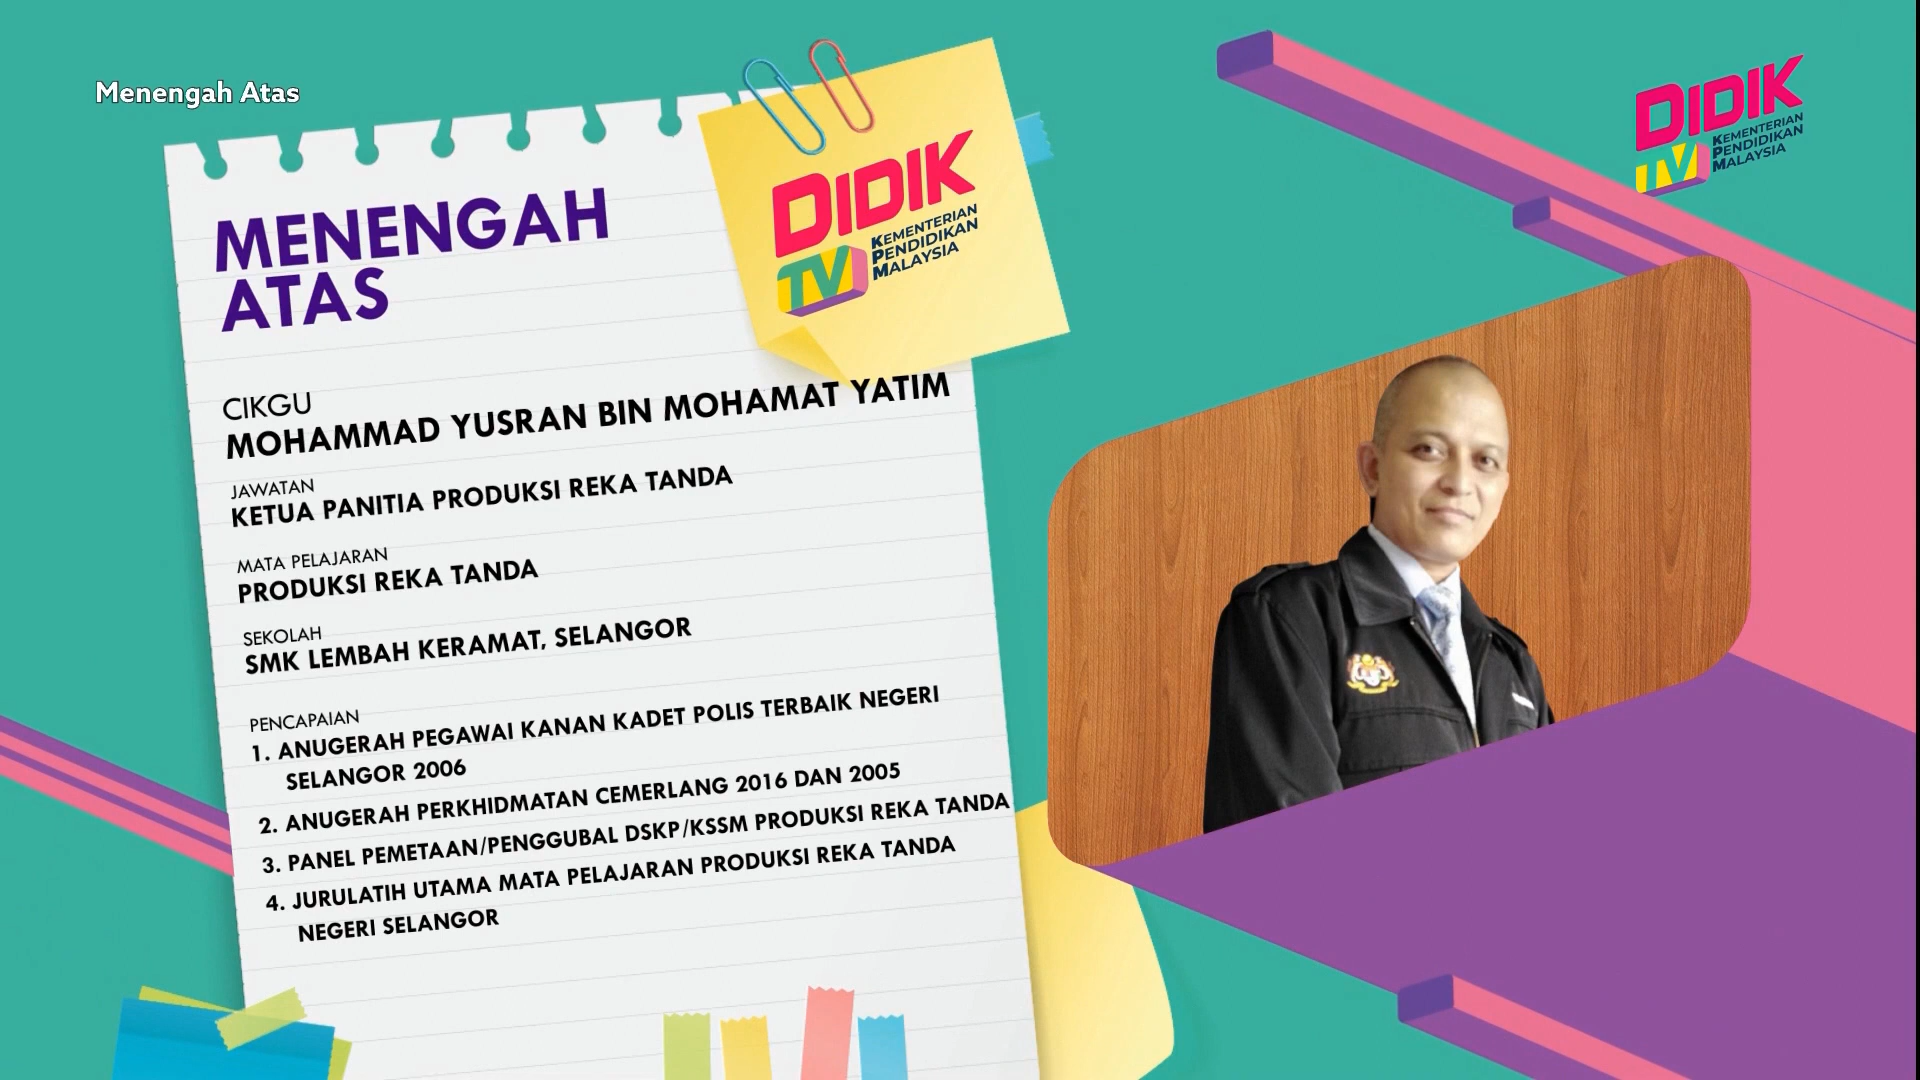 Menengah Atas
MENENGAH
ATAS
DIDIK
TV
KEMENTERIAN
PENDIDIKAN
MALAYSIA
CIKGU
MOHAMMAD YUSRAN BIN MOHAMAT YATIM
JAWATAN
KETUA PANITIA PRODUKSI REKA TANDA
MATA PELAJARAN
PRODUKSI REKA TANDA
SEKOLAH
SMK LEMBAH KERAMAT, SELANGOR
PENCAPAIAN
1. ANUGERAH PEGAWAI KANAN KADET POLIS TERBAIK NEGERI
SELANGOR 2006
2. ANUGERAH PERKHIDMATAN CEMERLANG 2016 DAN 2005
3. PANEL PEMETAAN/PENGGUBAL DSKP/KSSM PRODUKSI REKA TANDA
4. JURULATIH UTAMA MATA PELAJARAN PRODUKSI REKA TANDA
NEGERI SELANGOR
DIDIK
TV
KEMENTERIAN
PENDIDIKAN
MALAYSIA